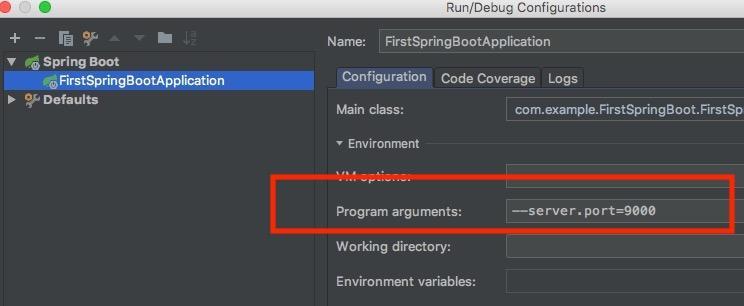 Run/Debug Configurations
Name: FirstSpringBootApplication
Spring Boot
FirstSpringBootApplication
Defaults
Configuration Code Coverage Logs
Main class: com.example.FirstSpringBoot.FirstSp
Environment
VM options:
Program arguments: --server.port=9000
Working directory:
Environment variables: